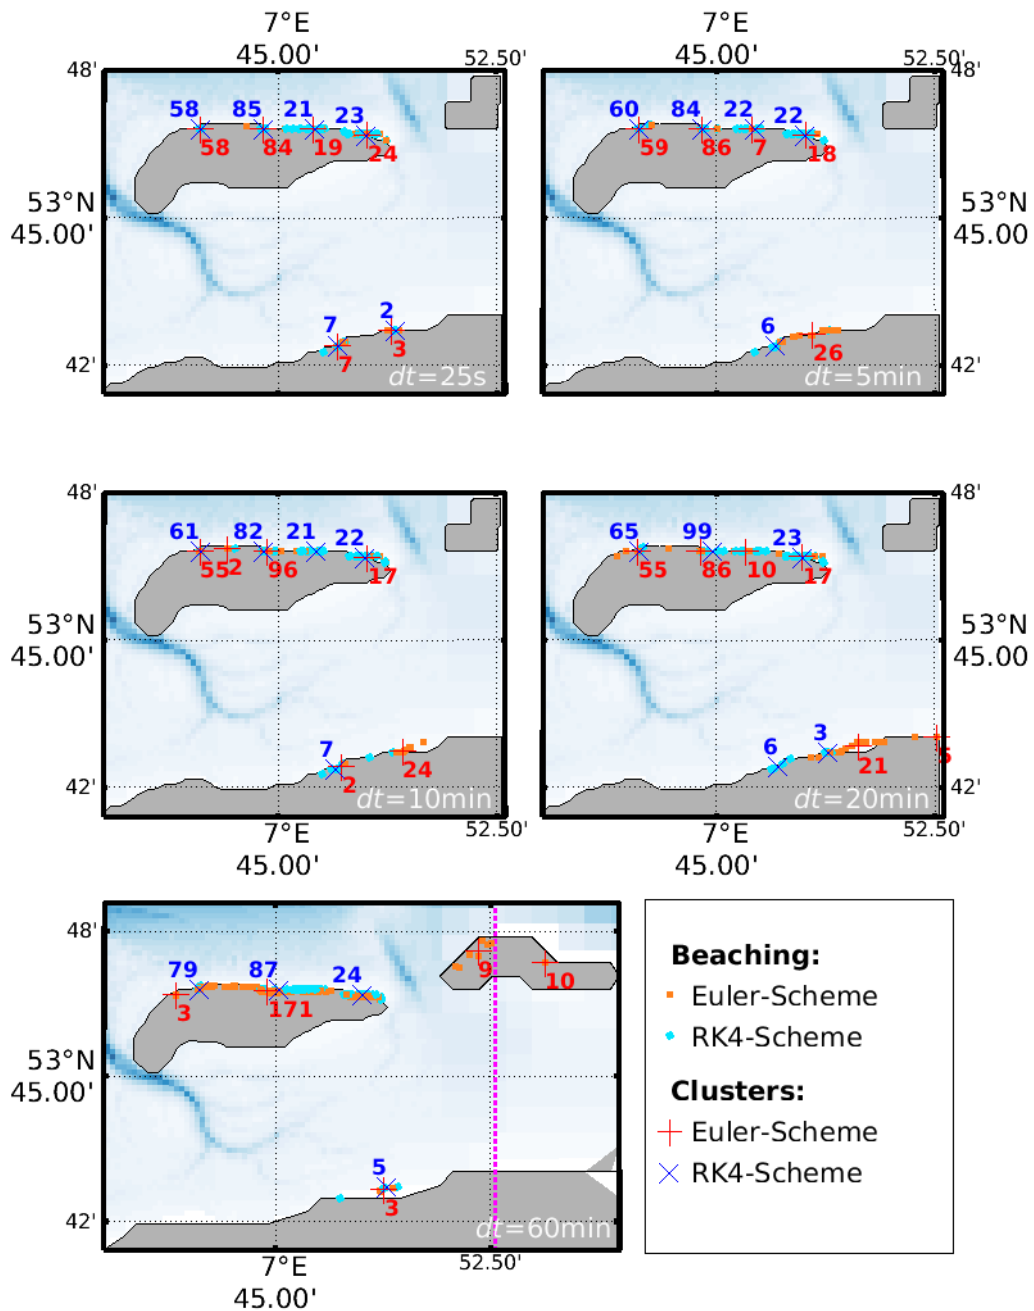 7°E
45.00'
52.50'
48'
58 85 21 23
58 84 19 24
53°N
45.00'
7 2
7 3
42'
dt=25s
7°E
45.00'
52.50'
48'
60 84 22 22
59 86 7 18
53°N
45.00
6
26
42'
dt=5min
48'
61 82 21 22
55 2 96 17
53°N
45.00'
7
2 24
42'
dt=10min
7°E
45.00'
52.50'
48'
65 99 23
55 86 10 17
53°N
45.00
6 3
21 5
42'
dt=20min
7°E
45.00'
52.50'
48'
79 87 24
3 171
9 10
53°N
45.00'
5
3
42'
dt=60min
7°E
45.00'
52.50'
Beaching:
Euler-Scheme
RK4-Scheme
Clusters:
Euler-Scheme
RK4-Scheme